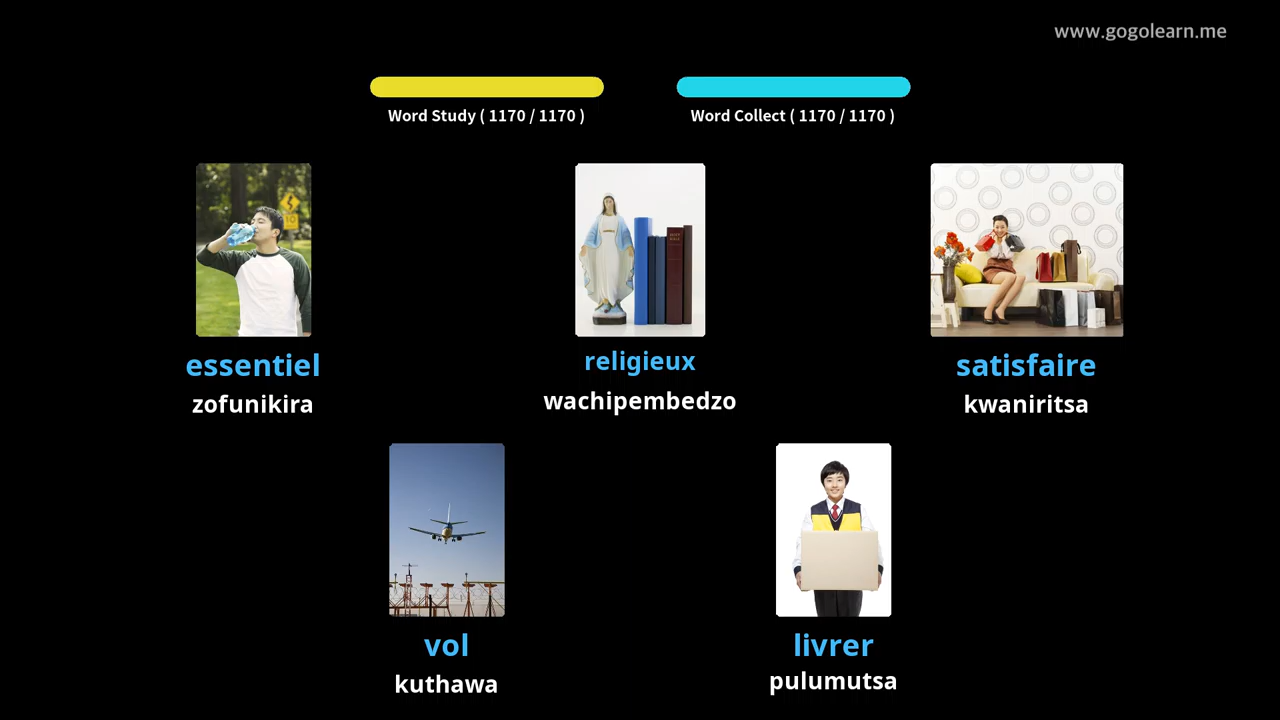 www.gogolearn.me
Word Study ( 1170 / 1170 )
Word Collect ( 1170 / 1170 )
essentiel
zofunikira
religieux
wachipembedzo
satisfaire
kwaniritsa
vol
kuthawa
livrer
pulumutsa